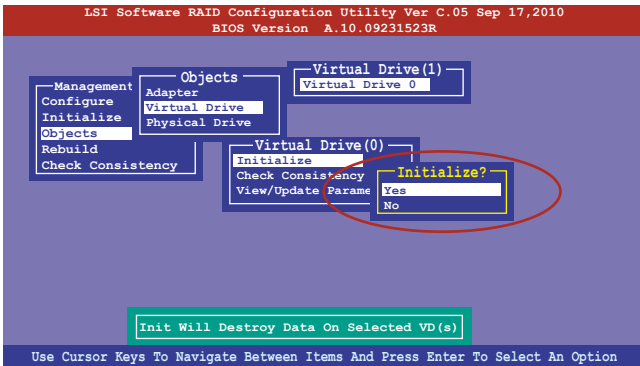 LSI Software RAID Configuration Utility Ver C.05 Sep 17,2010
BIOS Version A.10.09231523R
Management
Configure
Initialize
Objects
Rebuild
Check Consistency
Objects
Adapter
Virtual Drive
Physical Drive
Virtual Drive(1)
Virtual Drive 0
Virtual Drive(0)
Initialize
Check Consistency
View/Update Parame
Initialize?
Yes
No
Init Will Destroy Data On Selected VD(s)
Use Cursor Keys To Navigate Between Items And Press Enter To Select An Option